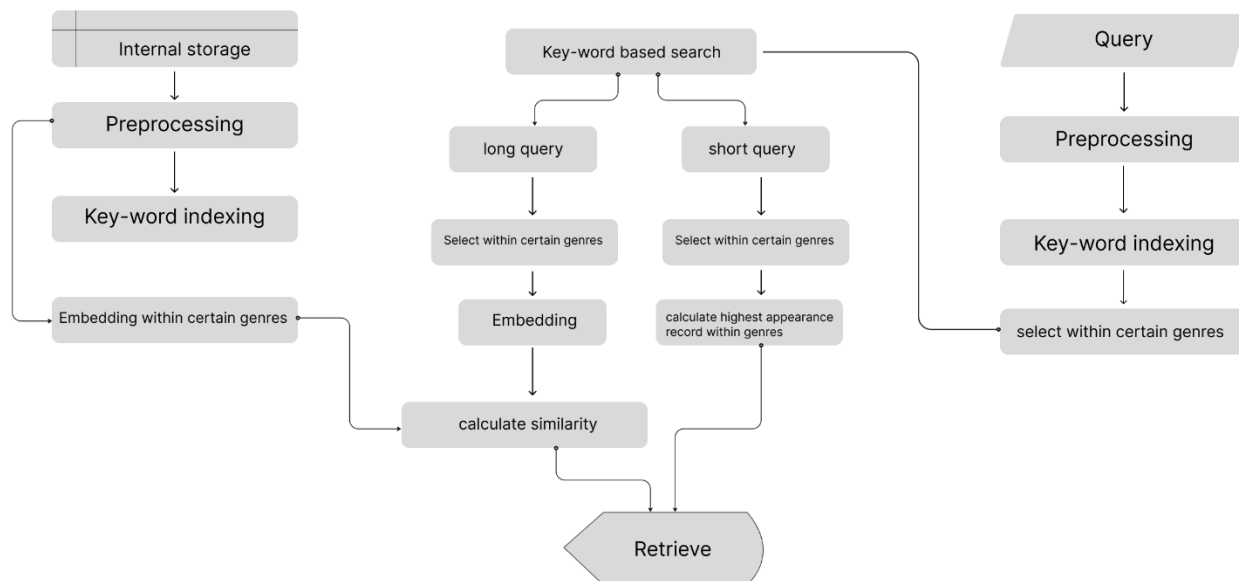 Internal storage
Preprocessing
Key-word indexing
Embedding within certain genres
Key-word based search
long query
short query
Select within certain genres
Select within certain genres
Embedding
calculate highest appearance
record within genres
calculate similarity
Retrieve
Query
Preprocessing
Key-word indexing
select within certain genres